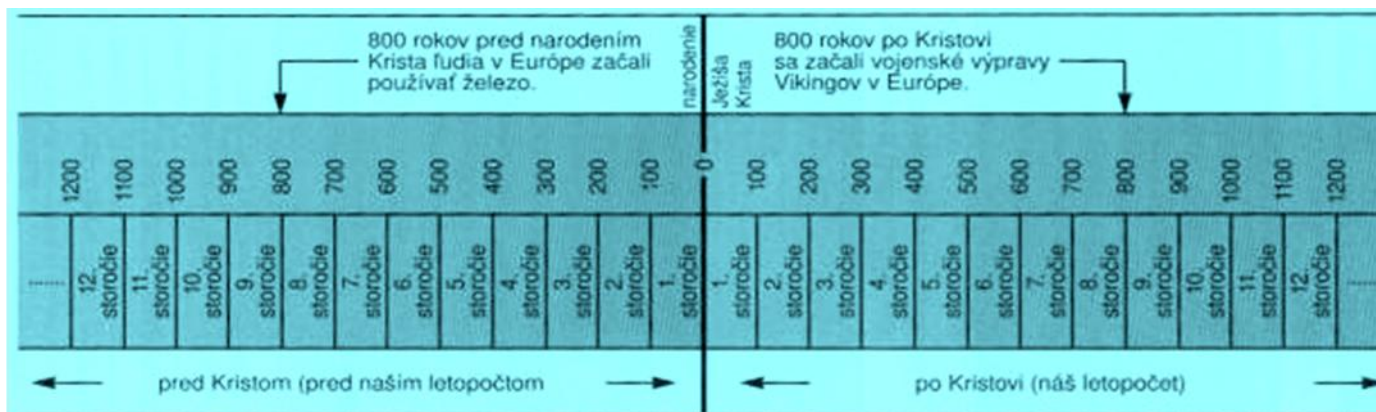 800 rokov pred narodením
Krista ľudia v Európe začali
používať železo.
narodenie
Ježiša
Krista
800 rokov po Kristovi
sa začali vojenské výpravy
Vikingov v Európe.
1200 1100 1000 900 800 700 600 500 400 300 200 100 0 100 200 300 400 500 600 700 800 900 1000 1100 1200
........
12.
storočie
11.
storočie
10.
storočie
9.
storočie
8.
storočie
7.
storočie
6.
storočie
5.
storočie
4.
storočie
3.
storočie
2.
storočie
1.
storočie
1.
storočie
2.
storočie
3.
storočie
4.
storočie
5.
storočie
6.
storočie
7.
storočie
8.
storočie
9.
storočie
10.
storočie
11.
storočie
12.
storočie
........
pred Kristom (pred našim letopočtom
po Kristovi (náš letopočet)